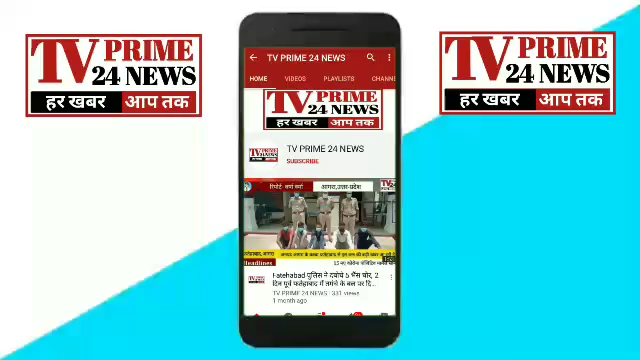 TV PRIME
24 NEWS
हर खबर आप तक
TV PRIME
24 NEWS
हर खबर आप तक
TV PRIME 24 NEWS
HOME VIDEOS PLAYLISTS CHANN
TV PRIME
24 NEWS
हर खबर आप तक
TV PRIME 24 NEWS
SUBSCRIBE
रिपोर्ट- वर्मा आगरा,उत्तर-प्रदेश
Headlines
Fatehabad पुलिस ने दबोचे 5 भैंस चोर, 2
दिन पूर्व फतेहाबाद में तमंचे के बल पर दि...
TV PRIME 24 NEWS · 331 views
1 month ago